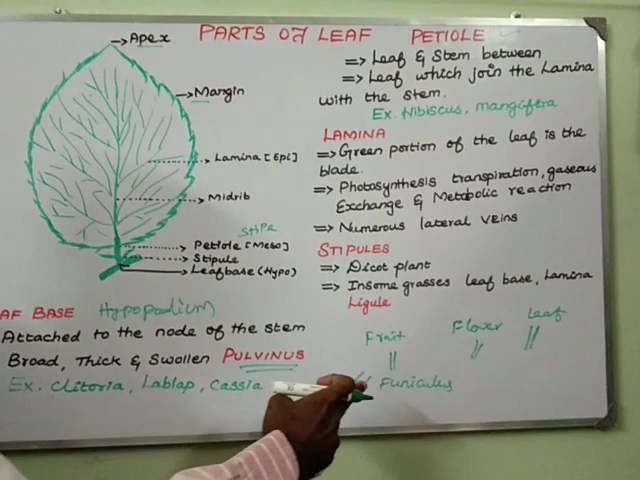 PARTS OF LEAF
Apex
Margin
Lamina [Epi]
Midrib
Stipe
Petiole [Meso]
Stipule
Leafbase (Hypo)
AF BASE Hypopodium
Attached to the node of the stem
Broad, Thick & Swollen PULVINUS
Ex. Clitoria, Lablap, Cassia
PETIOLE
=> Leaf & Stem between
=> Leaf which join the Lamina
with the stem.
Ex. Hibiscus, mangifera
LAMINA
=> Green portion of the leaf is the
blade.
=> Photosynthesis transpiration, gaseous
Exchange & Metabolic reaction
=> Numerous lateral veins
STIPULES
=> Dicot plant
=> Insome grasses leaf base, Lamina
Ligule
Fruit Flower Leaf
Funiculus